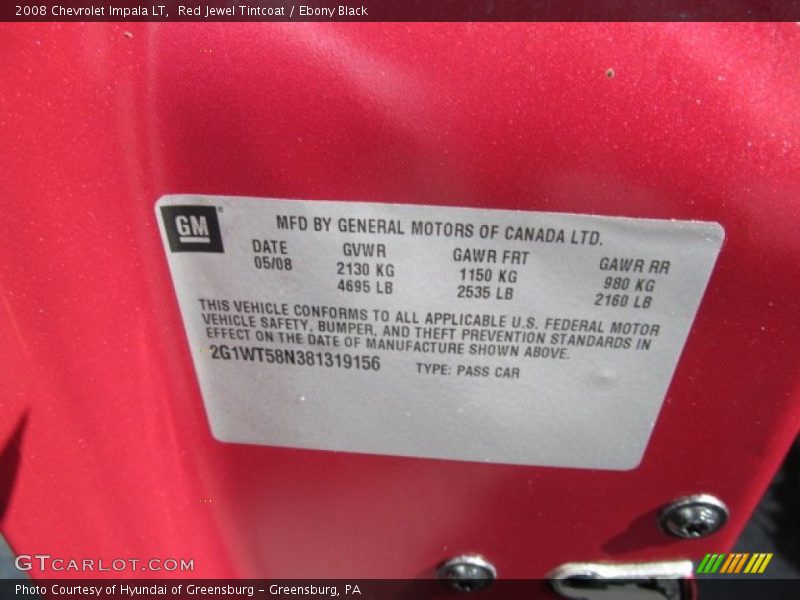 2008 Chevrolet Impala LT,  Red Jewel Tintcoat / Ebony Black
GM
MFD BY GENERAL MOTORS OF CANADA LTD.
DATE GVWR GAWR FRT GAWR RR
05/08 2130 KG 1150 KG 980 KG
4695 LB 2535 LB 2160 LB
THIS VEHICLE CONFORMS TO ALL APPLICABLE U.S. FEDERAL MOTOR
VEHICLE SAFETY, BUMPER, AND THEFT PREVENTION STANDARDS IN
EFFECT ON THE DATE OF MANUFACTURE SHOWN ABOVE.
2G1WT58N381319156 TYPE: PASS CAR
GTCARLOT.COM
Photo Courtesy of Hyundai of Greensburg - Greensburg, PA